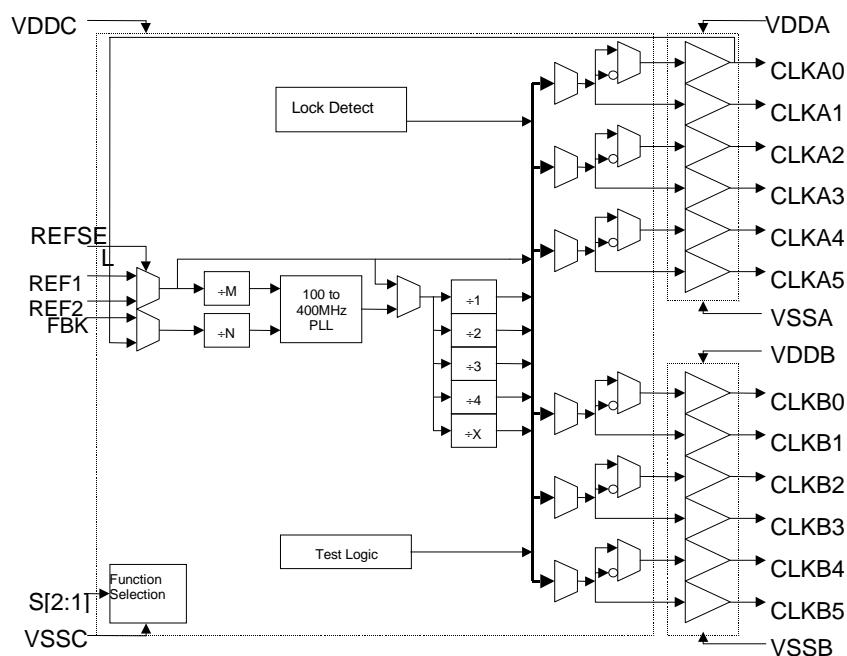 VDDC
VDDA
CLKA0
Lock Detect
CLKA1
CLKA2
CLKA3
REFSE
L
CLKA4
REF1
CLKA5
÷M
100 to
400MHz
PLL
÷1
REF2
FBK
÷N
÷2
VSSA
÷3
VDDB
÷4
CLKB0
÷X
CLKB1
CLKB2
CLKB3
Test Logic
CLKB4
Function
Selection
S[2:1]
CLKB5
VSSC
VSSB